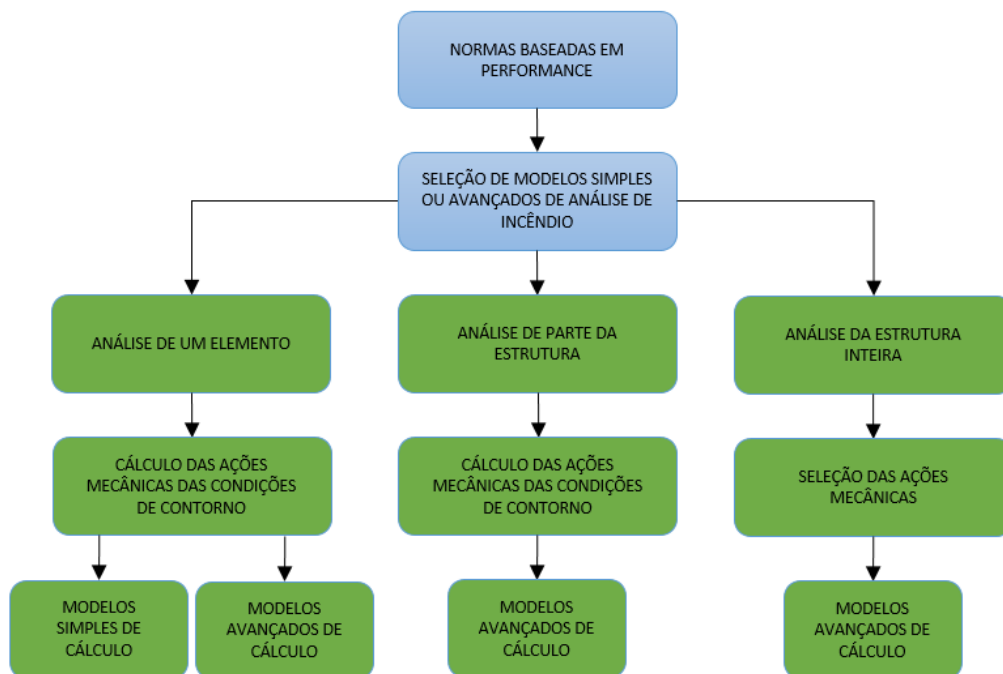 NORMAS BASEADAS EM
PERFORMANCE
SELEÇÃO DE MODELOS SIMPLES
OU AVANÇADOS DE ANÁLISE DE
INCÊNDIO
ANÁLISE DE UM ELEMENTO
ANÁLISE DE PARTE DA
ESTRUTURA
ANÁLISE DA ESTRUTURA
INTEIRA
CÁLCULO DAS AÇÕES
MECÂNICAS DAS CONDIÇÕES
DE CONTORNO
CÁLCULO DAS AÇÕES
MECÂNICAS DAS CONDIÇÕES
DE CONTORNO
SELEÇÃO DAS AÇÕES
MECÂNICAS
MODELOS
SIMPLES DE
CÁLCULO
MODELOS
AVANÇADOS DE
CÁLCULO
MODELOS
AVANÇADOS DE
CÁLCULO
MODELOS
AVANÇADOS DE
CÁLCULO